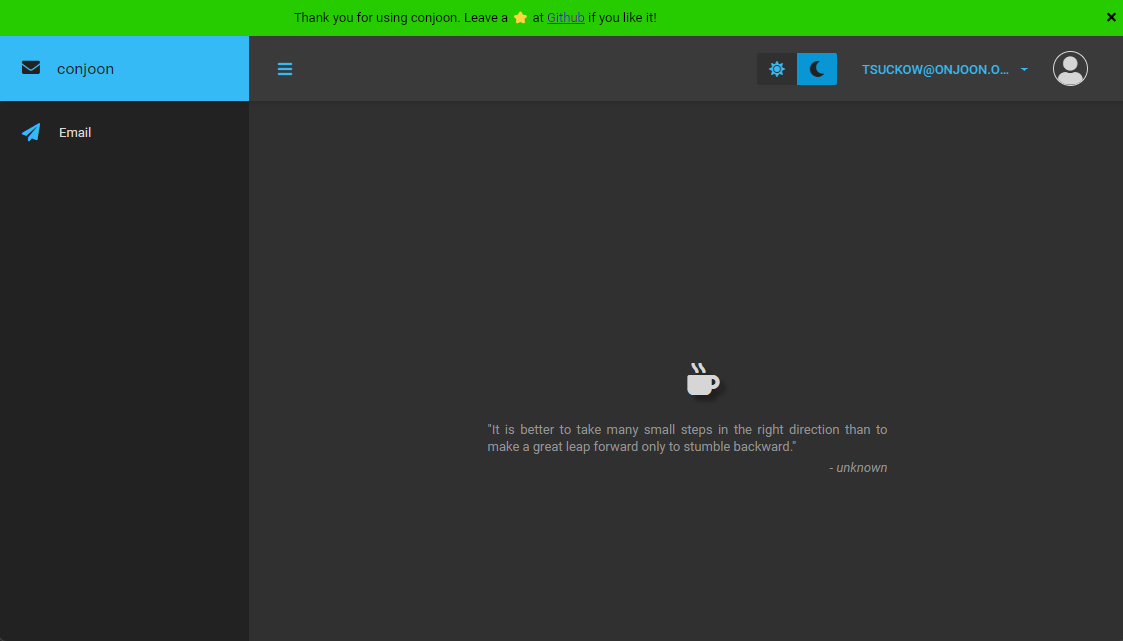 Thank you for using conjoon. Leave a ⭐ at Github if you like it!
conjoon
TSUCKOW@ONJOON.O...
Email
"It is better to take many small steps in the right direction than to
make a great leap forward only to stumble backward."
- unknown